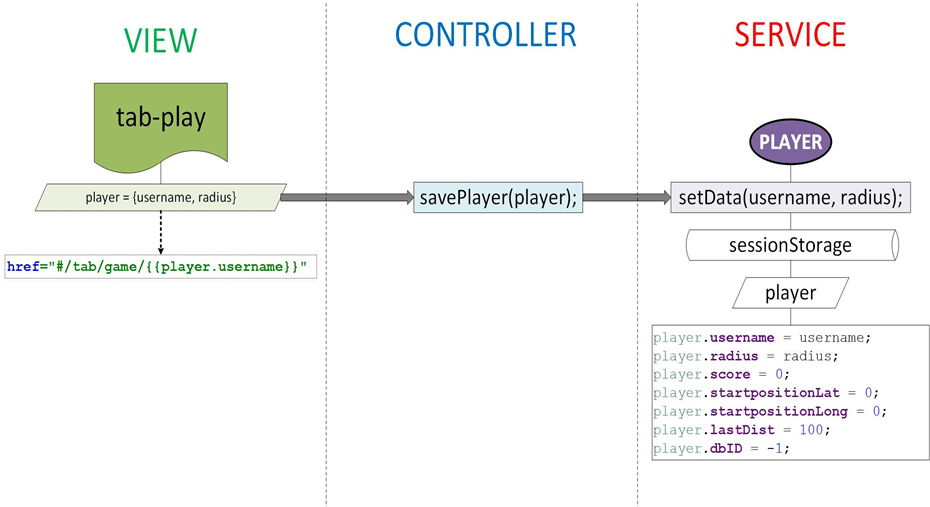 VIEW
CONTROLLER
SERVICE
tab-play
player = {username, radius}
href="#/tab/game/{{player.username}}"
savePlayer(player);
PLAYER
setData(username, radius);
sessionStorage
player
player.username = username;
player.radius = radius;
player.score = 0;
player.startpositionLat = 0;
player.startpositionLong = 0;
player.lastDist = 100;
player.dbID = -1;